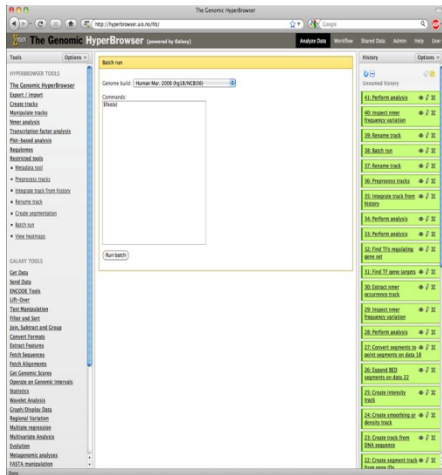 The Genomic HyperBrowser
http://hyperbrowser.uio.no/hb/
Google
The Genomic HyperBrowser (powered by Galaxy)
Analyze Data Workflow Shared Data Admin Help User
Tools Options
HYPERBROWSER TOOLS
The Genomic HyperBrowser
Export / Import
Create tracks
Manipulate tracks
Nmer analysis
Transcription factor analysis
Plot-based analysis
Regulomes
Restricted tools
Metadata tool
Preprocess tracks
Integrate track from history
Rename track
Create segmentation
Batch run
View heatmaps
GALAXY TOOLS
Get Data
Send Data
ENCODE Tools
Lift-Over
Text Manipulation
Filter and Sort
Join, Subtract and Group
Convert Formats
Extract Features
Fetch Sequences
Fetch Alignments
Get Genomic Scores
Operate on Genomic Intervals
Statistics
Wavelet Analysis
Graph/Display Data
Regional Variation
Multiple regression
Multivariate Analysis
Evolution
Metagenomic analyses
FASTA manipulation
Done
Batch run
Genome build: Human Mar. 2006 (hg18/NCBI36)
Commands:
Run batch
History Options
Unnamed history
41: Perform analysis
40: Inspect nmer
frequency variation
39: Rename track
38: Batch run
37: Rename track
36: Preprocess tracks
35: Integrate track from
history
34: Perform analysis
33: Perform analysis
32: Find TFs regulating
gene set
31: Find TF gene targets
30: Extract nmer
occurrence track
29: Inspect nmer
frequency variation
28: Perform analysis
27: Convert segments to
point segments on data 18
26: Expand BED
segments on data 22
25: Create intensity
track
24: Create smoothing or
density track
23: Create track from
DNA sequence
22: Create segment track
from gene IDs